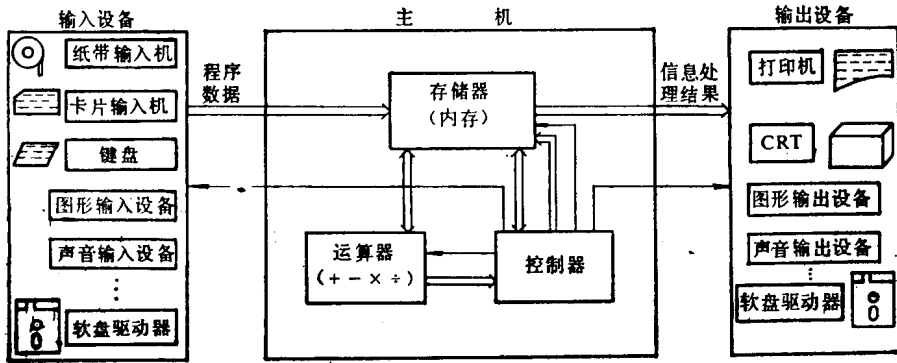 输入设备
纸带输入机
卡片输入机
键盘
图形输入设备
声音输入设备
⋮
软盘驱动器
程序
数据
主 机
存储器
(内存)
运算器
(+ − × ÷)
控制器
信息处
理结果
输出设备
打印机
CRT
图形输出设备
声音输出设备
⋮
软盘驱动器